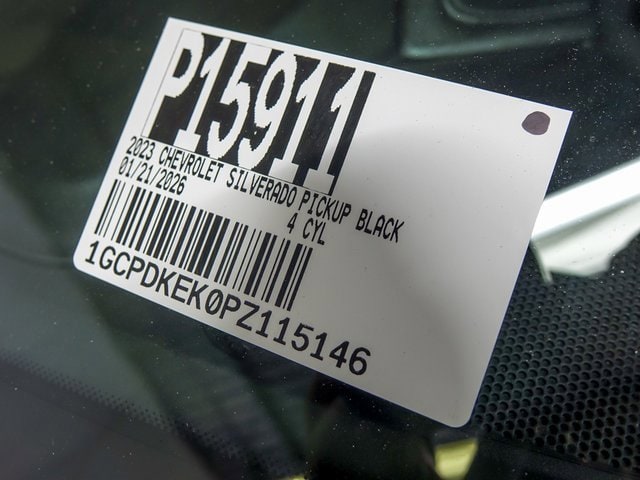 P15911
2023 CHEVROLET SILVERADO PICKUP BLACK
01/21/2026 4 CYL
1GCPDKEK0PZ115146